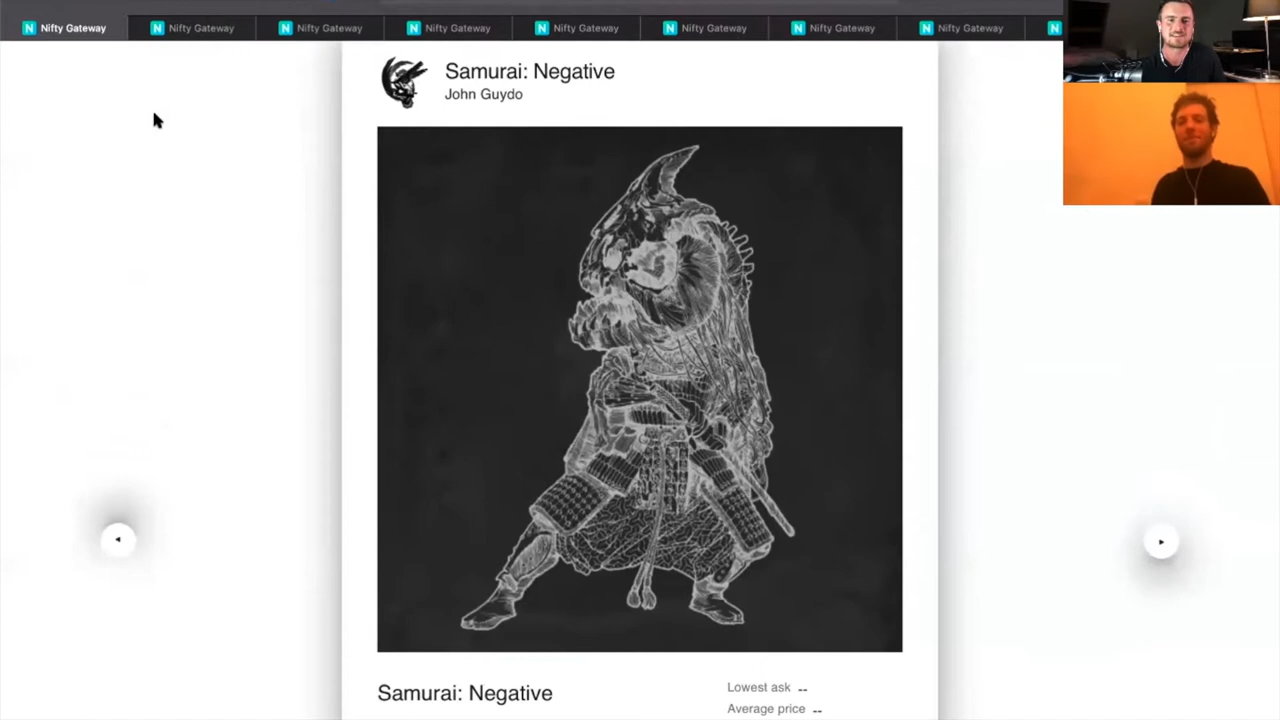 N Nifty Gateway N Nifty Gateway N Nifty Gateway N Nifty Gateway N Nifty Gateway N Nifty Gateway N Nifty Gateway N Nifty Gateway N
Samurai: Negative
John Guydo
Samurai: Negative
Lowest ask --
Average price --